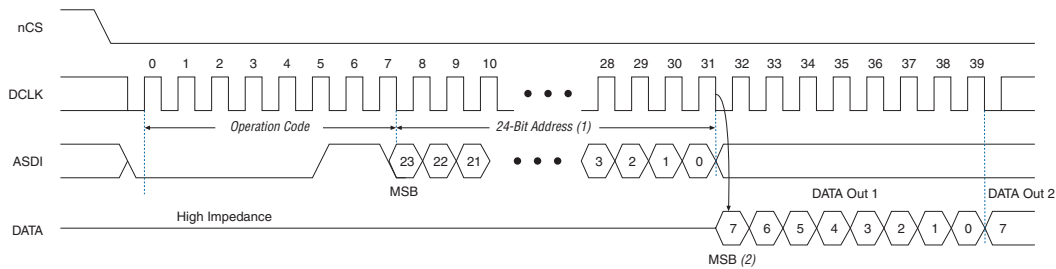 nCS
0 1 2 3 4 5 6 7 8 9 10 28 29 30 31 32 33 34 35 36 37 38 39
DCLK
Operation Code 24-Bit Address (1)
ASDI 23 22 21 3 2 1 0
MSB
DATA Out 1 DATA Out 2
High Impedance
DATA 7 6 5 4 3 2 1 0 7
MSB (2)